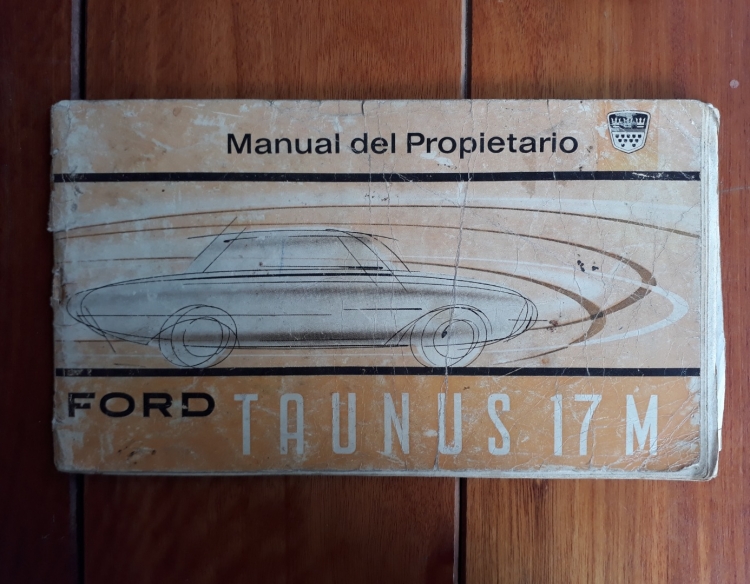 Manual del Propietario
FORD TAUNUS 17M